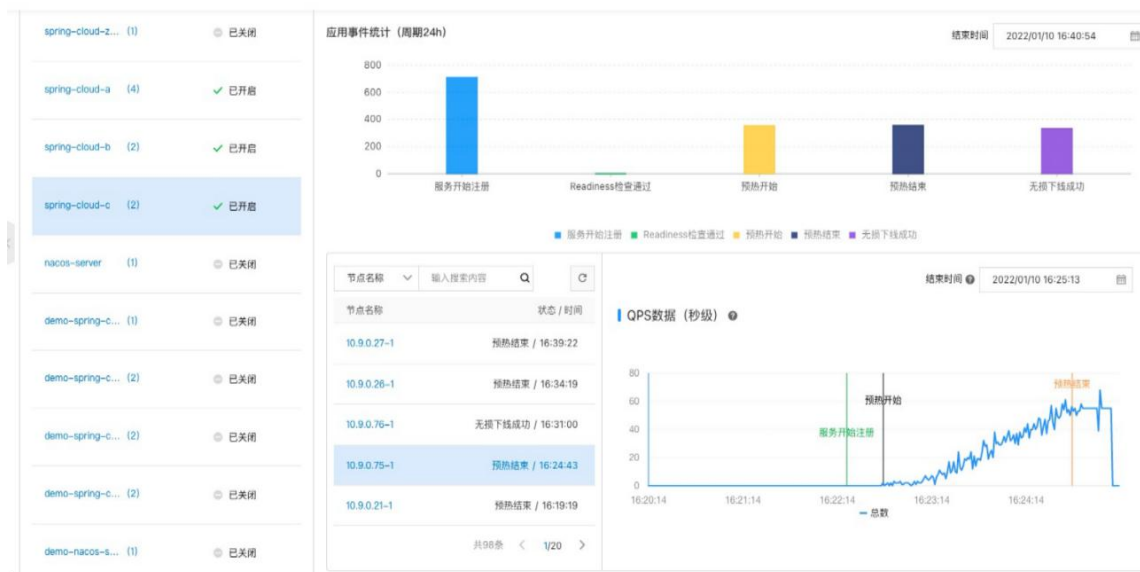 spring-cloud-z... (1) 已关闭
spring-cloud-a (4) 已开启
spring-cloud-b (2) 已开启
spring-cloud-c (2) 已开启
nacos-server (1) 已关闭
demo-spring-c... (1) 已关闭
demo-spring-c... (2) 已关闭
demo-spring-c... (2) 已关闭
demo-spring-c... (2) 已关闭
demo-nacos-s... (1) 已关闭
应用事件统计（周期24h）
结束时间 2022/01/10 16:40:54
800
600
400
200
0
服务开始注册 Readiness检查通过 预热开始 预热结束 无损下线成功
服务开始注册 Readiness检查通过 预热开始 预热结束 无损下线成功
节点名称 输入搜索内容
节点名称 状态 / 时间
10.9.0.27-1 预热结束 / 16:39:22
10.9.0.26-1 预热结束 / 16:34:19
10.9.0.76-1 无损下线成功 / 16:31:00
10.9.0.75-1 预热结束 / 16:24:43
10.9.0.21-1 预热结束 / 16:19:19
共98条 1/20
结束时间 2022/01/10 16:25:13
QPS数据（秒级）
80
60
40
20
0
预热结束
预热开始
服务开始注册
16:20:14 16:21:14 16:22:14 16:23:14 16:24:14
总数